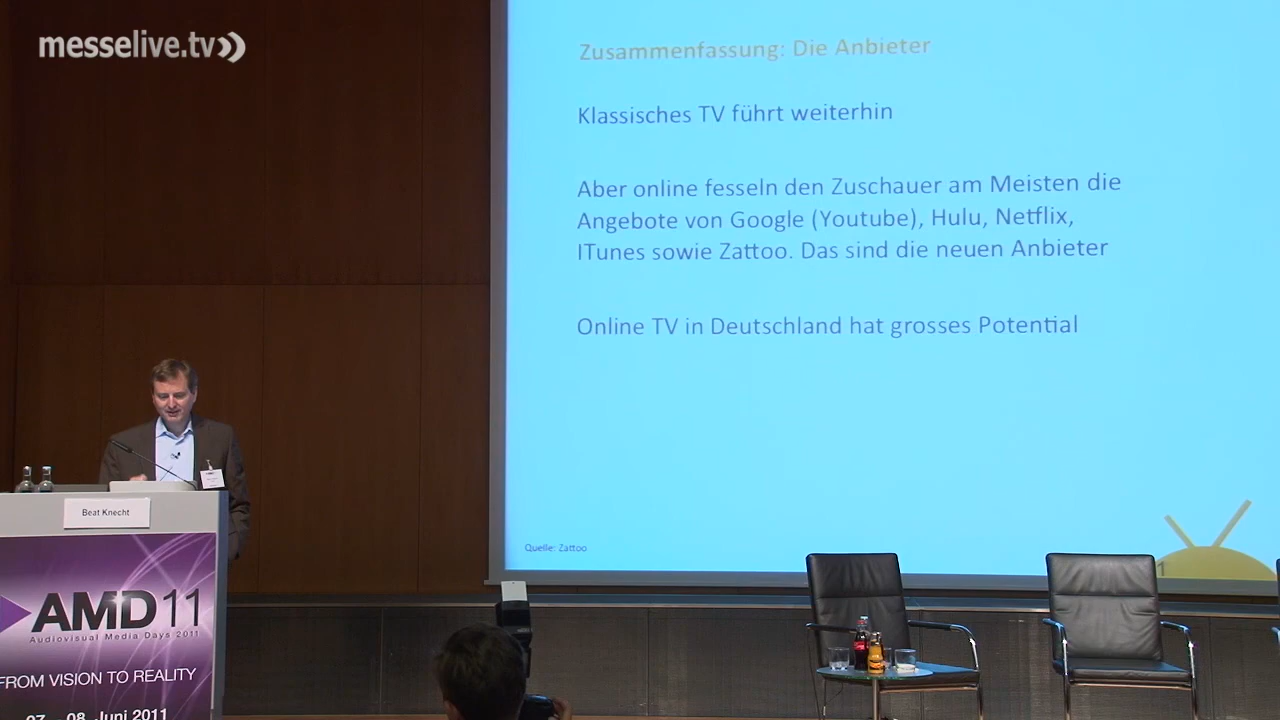 messelive.tv
Zusammenfassung: Die Anbieter
Klassisches TV führt weiterhin
Aber online fesseln den Zuschauer am Meisten die
Angebote von Google (Youtube), Hulu, Netflix,
ITunes sowie Zattoo. Das sind die neuen Anbieter
Online TV in Deutschland hat grosses Potential
Quelle: Zattoo
Beat Knecht
AMD11
Audiovisual Media Days 2011
FROM VISION TO REALITY
07. - 08. Juni 2011